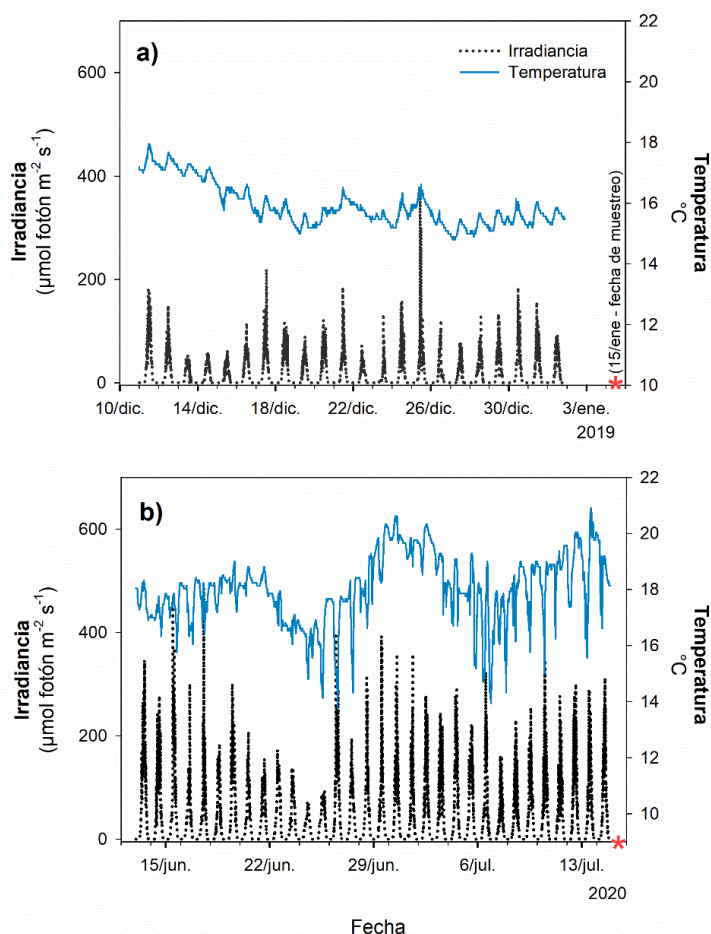 a)
Irradiancia
Temperatura
600
400
200
0
Irradiancia
(µmol fotón m⁻² s⁻¹)
22
20
18
16
14
12
10
Temperatura
°C
(15/ene - fecha de muestreo)
*
10/dic.
14/dic.
18/dic.
22/dic.
26/dic.
30/dic.
3/ene.
2019
b)
600
400
200
0
Irradiancia
(µmol fotón m⁻² s⁻¹)
22
20
18
16
14
12
10
Temperatura
°C
*
15/jun.
22/jun.
29/jun.
6/jul.
13/jul.
2020
Fecha